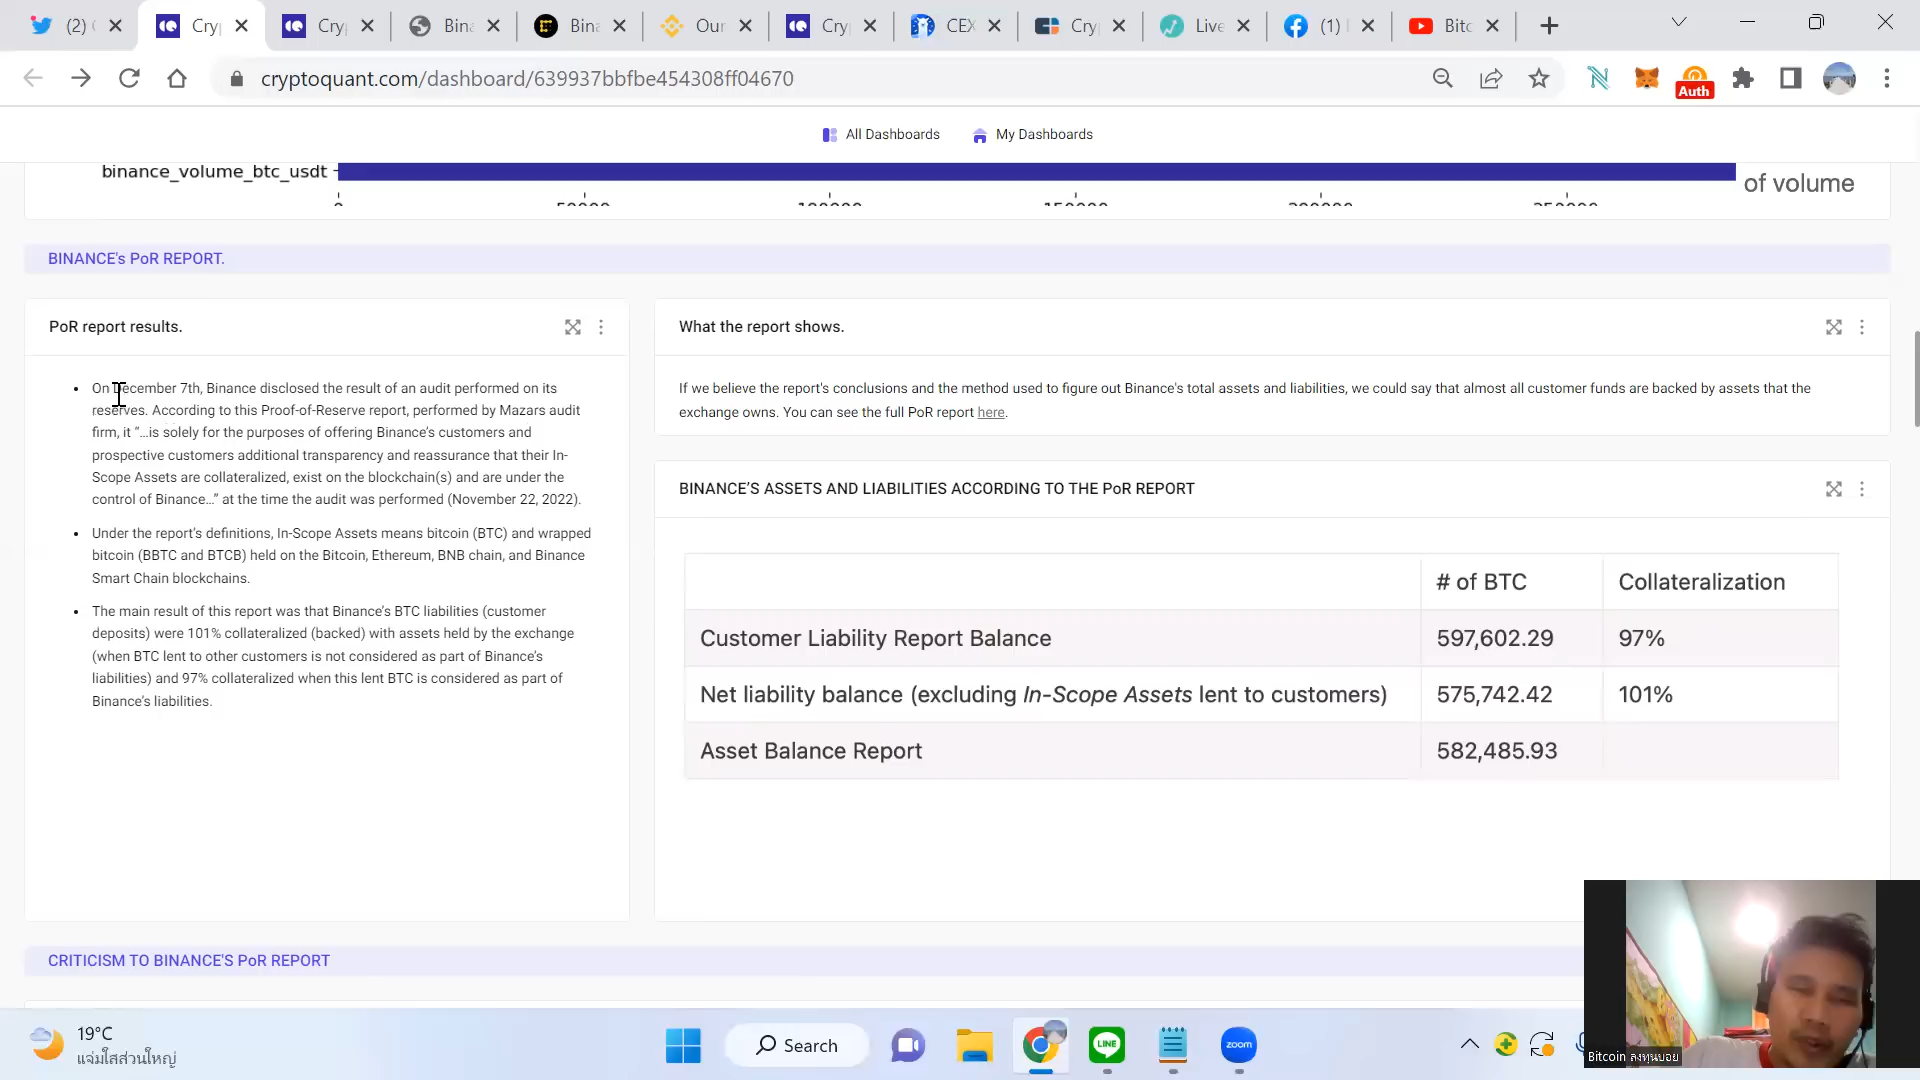 (2)
Cry
Cry
Bina
Bina
Our
Cry
CEX
Cry
Live
(1)
Bitc
cryptoquant.com/dashboard/639937bbfbe454308ff04670
Auth
All Dashboards
My Dashboards
binance_volume_btc_usdt
of volume
0 50000 100000 150000 200000 250000
BINANCE's PoR REPORT.
PoR report results.
On December 7th, Binance disclosed the result of an audit performed on its
reserves. According to this Proof-of-Reserve report, performed by Mazars audit
firm, it “…is solely for the purposes of offering Binance’s customers and
prospective customers additional transparency and reassurance that their In-
Scope Assets are collateralized, exist on the blockchain(s) and are under the
control of Binance…” at the time the audit was performed (November 22, 2022).
Under the report’s definitions, In-Scope Assets means bitcoin (BTC) and wrapped
bitcoin (BBTC and BTCB) held on the Bitcoin, Ethereum, BNB chain, and Binance
Smart Chain blockchains.
The main result of this report was that Binance’s BTC liabilities (customer
deposits) were 101% collateralized (backed) with assets held by the exchange
(when BTC lent to other customers is not considered as part of Binance’s
liabilities) and 97% collateralized when this lent BTC is considered as part of
Binance’s liabilities.
What the report shows.
If we believe the report's conclusions and the method used to figure out Binance's total assets and liabilities, we could say that almost all customer funds are backed by assets that the
exchange owns. You can see the full PoR report here.
BINANCE’S ASSETS AND LIABILITIES ACCORDING TO THE PoR REPORT
# of BTC Collateralization
Customer Liability Report Balance 597,602.29 97%
Net liability balance (excluding In-Scope Assets lent to customers) 575,742.42 101%
Asset Balance Report 582,485.93
CRITICISM TO BINANCE'S PoR REPORT
19°C
แจ่มใสส่วนใหญ่
Search
LINE
zoom
Bitcoin ลงทุนบอย